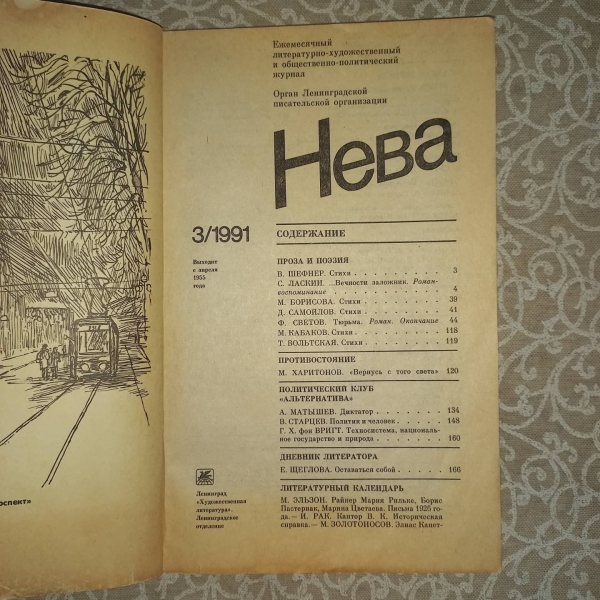 Ежемесячный
литературно-художественный
и общественно-политический
журнал
Орган Ленинградской
писательской организации
Нева
3/1991
Выходит
с апреля
1955
года
СОДЕРЖАНИЕ
ПРОЗА И ПОЭЗИЯ
В. ШЕФНЕР. Стихи . . . . . . . . . 3
С. ЛАСКИН. ...Вечности заложник. Роман-
воспоминание . . . . . . . . . . 4
М. БОРИСОВА. Стихи . . . . . . . . 39
Д. САМОЙЛОВ. Стихи . . . . . . . . 41
Ф. СВЕТОВ. Тюрьма. Роман. Окончание 44
М. КАБАКОВ. Стихи . . . . . . . . 118
Т. ВОЛЬТСКАЯ. Стихи . . . . . . . 119
ПРОТИВОСТОЯНИЕ
М. ХАРИТОНОВ. «Вернусь с того света» 120
ПОЛИТИЧЕСКИЙ КЛУБ
«АЛЬТЕРНАТИВА»
А. МАТЫШЕВ. Диктатор . . . . . . . 134
В. СТАРЦЕВ. Политик и человек . . . . 148
Г. Х. фон ВРИГТ. Техносистема, националь-
ное государство и природа . . . . . . 160
ДНЕВНИК ЛИТЕРАТОРА
Е. ЩЕГЛОВА. Оставаться собой . . . . . 166
ЛИТЕРАТУРНЫЙ КАЛЕНДАРЬ
М. ЭЛЬЗОН. Райнер Мария Рильке, Борис
Пастернак, Марина Цветаева. Письма 1926 го-
да.— И. РАК. Кантор В. К. Историческая
справка.— М. ЗОЛОТОНОСОВ. Элиас Канет-
Ленинград
«Художественная
литература».
Ленинградское
отделение
оспект»